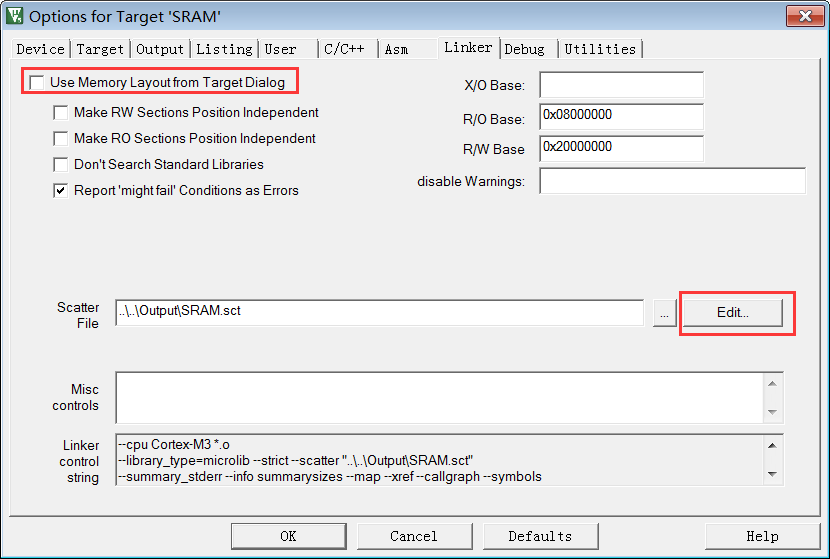 Options for Target 'SRAM'
Device Target Output Listing User C/C++ Asm Linker Debug Utilities
Use Memory Layout from Target Dialog
Make RW Sections Position Independent
Make RO Sections Position Independent
Don't Search Standard Libraries
Report 'might fail' Conditions as Errors
X/O Base:
R/O Base: 0x08000000
R/W Base 0x20000000
disable Warnings:
Scatter
File
..\..\Output\SRAM.sct
...
Edit...
Misc
controls
Linker
control
string
--cpu Cortex-M3 *.o
--library_type=microlib --strict --scatter "..\..\Output\SRAM.sct"
--summary_stderr --info summarysizes --map --xref --callgraph --symbols
OK Cancel Defaults Help